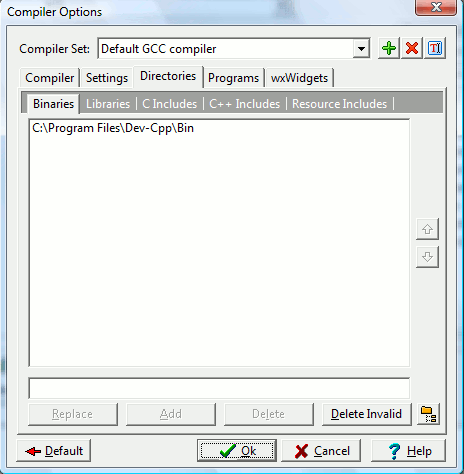 Compiler Options
Compiler Set: Default GCC compiler
Compiler Settings Directories Programs wxWidgets
Binaries Libraries C Includes C++ Includes Resource Includes
C:\Program Files\Dev-Cpp\Bin
Replace Add Delete Delete Invalid
Default Ok Cancel Help